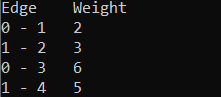 Edge Weight
0 - 1 2
1 - 2 3
0 - 3 6
1 - 4 5